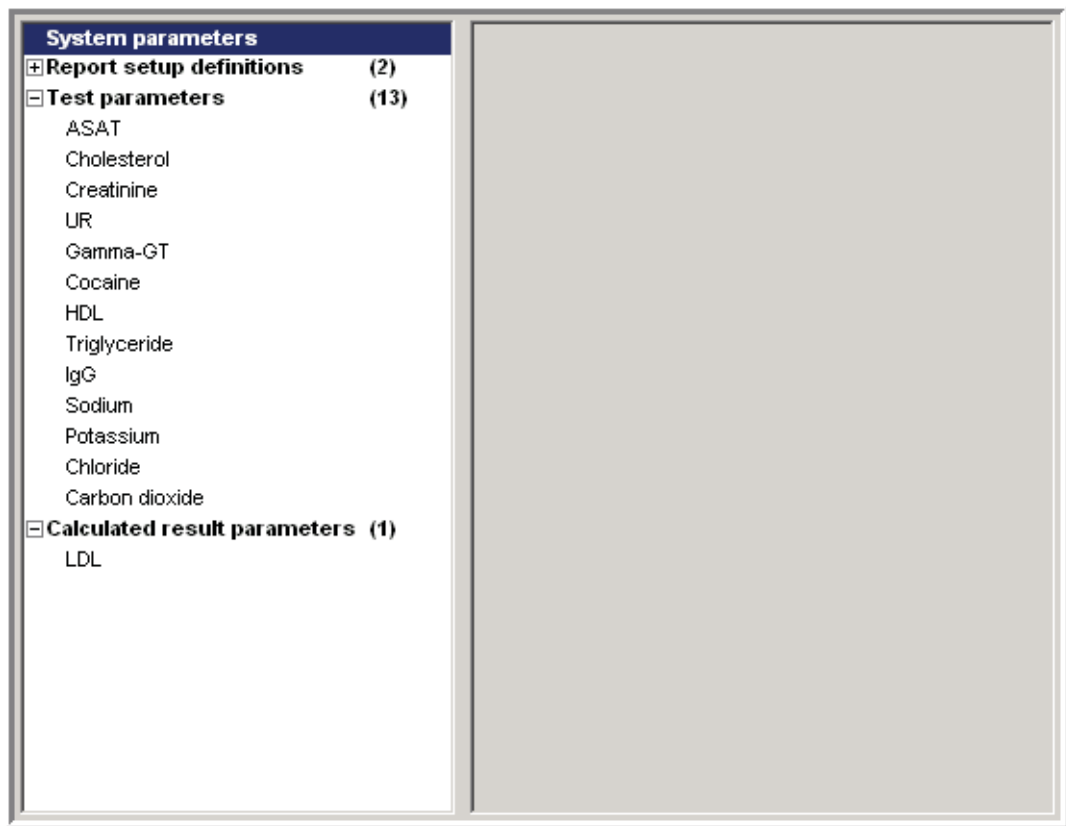 System parameters
Report setup definitions (2)
Test parameters (13)
ASAT
Cholesterol
Creatinine
UR
Gamma-GT
Cocaine
HDL
Triglyceride
IgG
Sodium
Potassium
Chloride
Carbon dioxide
Calculated result parameters (1)
LDL